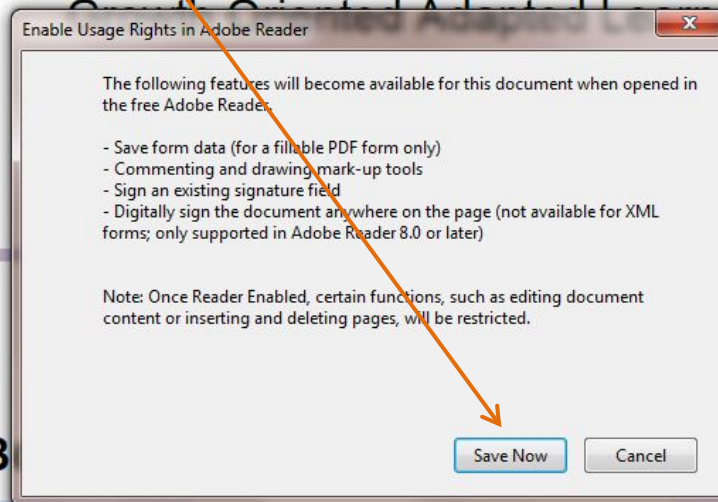 Growth Oriented Adapted Learn
Enable Usage Rights in Adobe Reader
The following features will become available for this document when opened in
the free Adobe Reader.
- Save form data (for a fillable PDF form only)
- Commenting and drawing mark-up tools
- Sign an existing signature field
- Digitally sign the document anywhere on the page (not available for XML
forms; only supported in Adobe Reader 8.0 or later)
Note: Once Reader Enabled, certain functions, such as editing document
content or inserting and deleting pages, will be restricted.
Save Now
Cancel